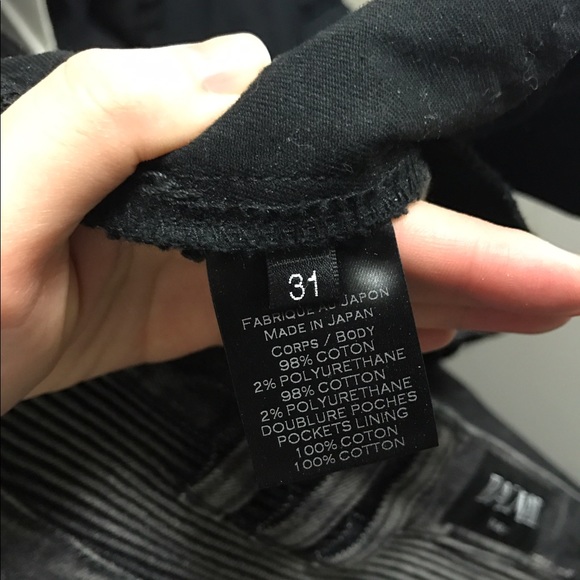 31
FABRIQUÉ AU JAPON
MADE IN JAPAN
CORPS / BODY
98% COTON
2% POLYURETHANE
98% COTTON
2% POLYURETHANE
DOUBLURE POCHES
POCKETS LINING
100% COTON
100% COTTON